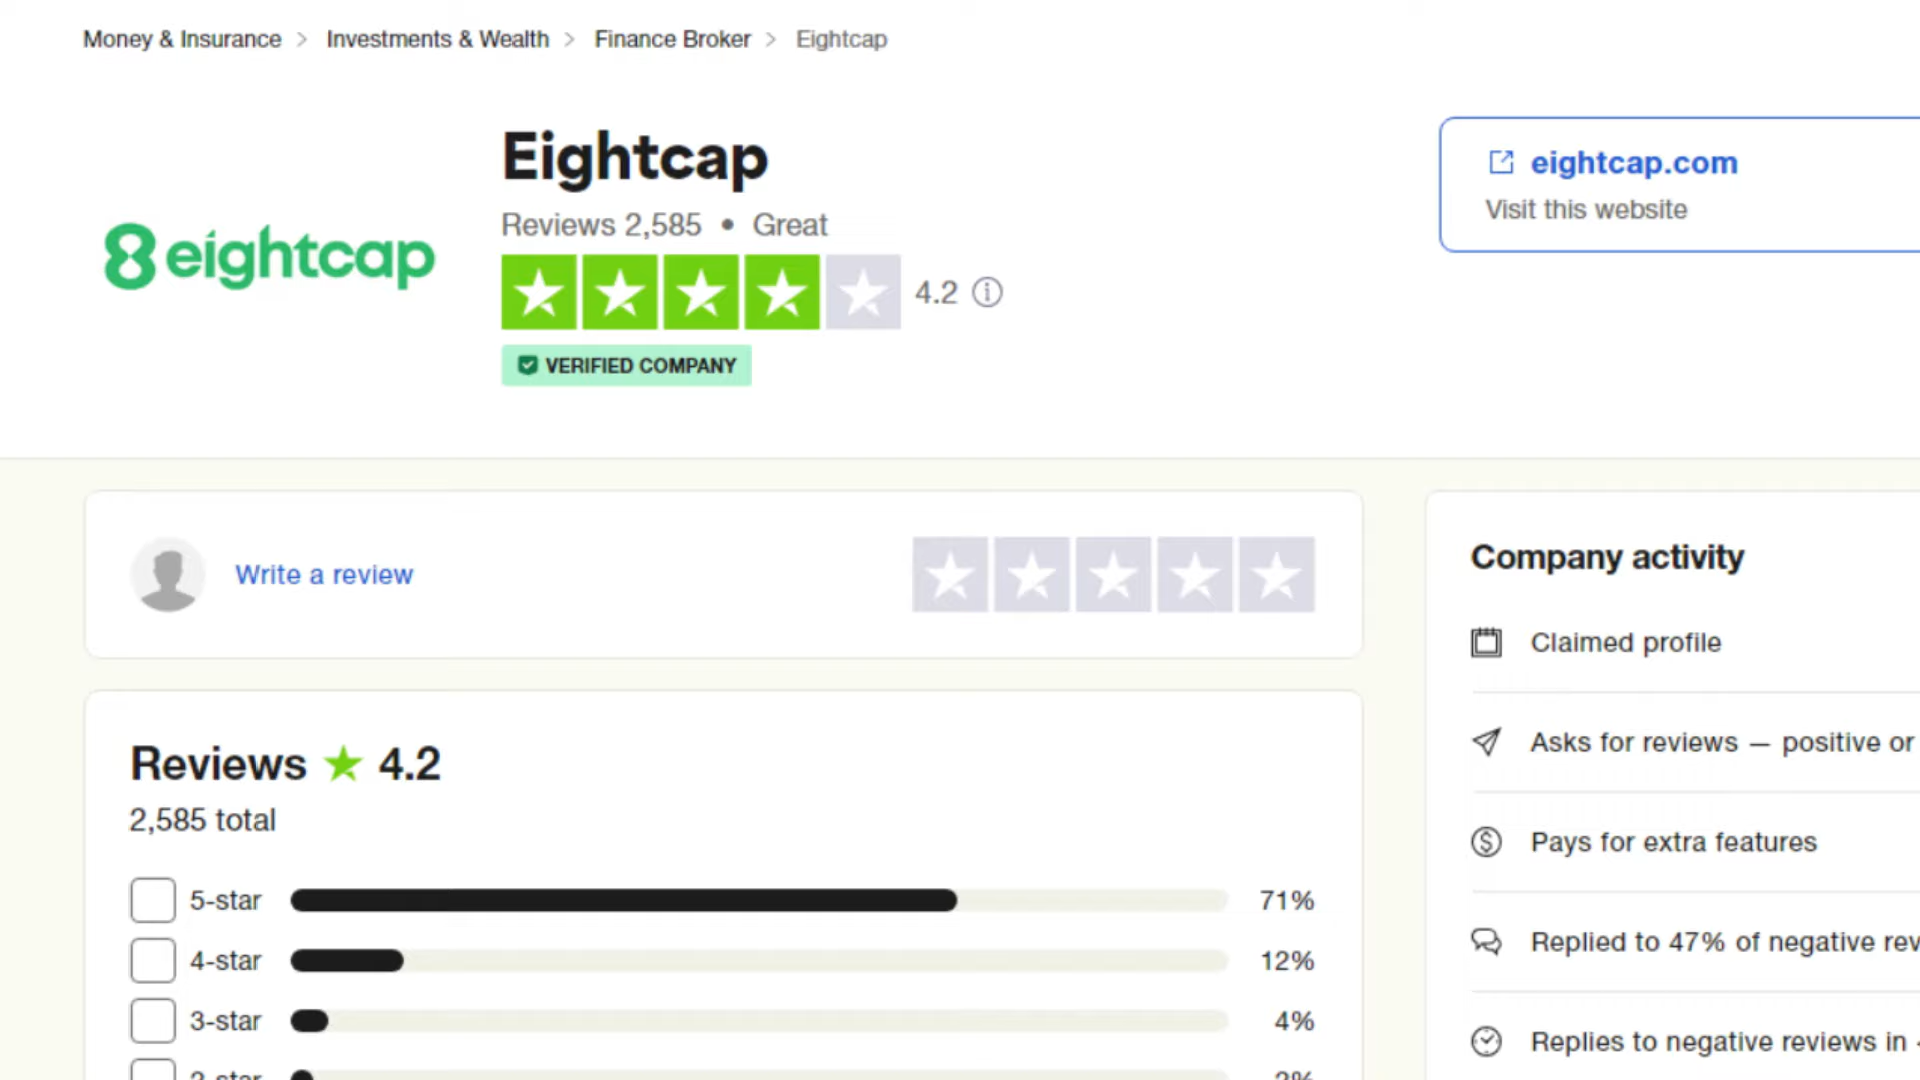 Money & Insurance > Investments & Wealth > Finance Broker > Eightcap
eightcap
Eightcap
Reviews 2,585 • Great
4.2
VERIFIED COMPANY
eightcap.com
Visit this website
Write a review
Reviews ★ 4.2
2,585 total
5-star 71%
4-star 12%
3-star 4%
Company activity
Claimed profile
Asks for reviews — positive or
Pays for extra features
Replied to 47% of negative rev
Replies to negative reviews in